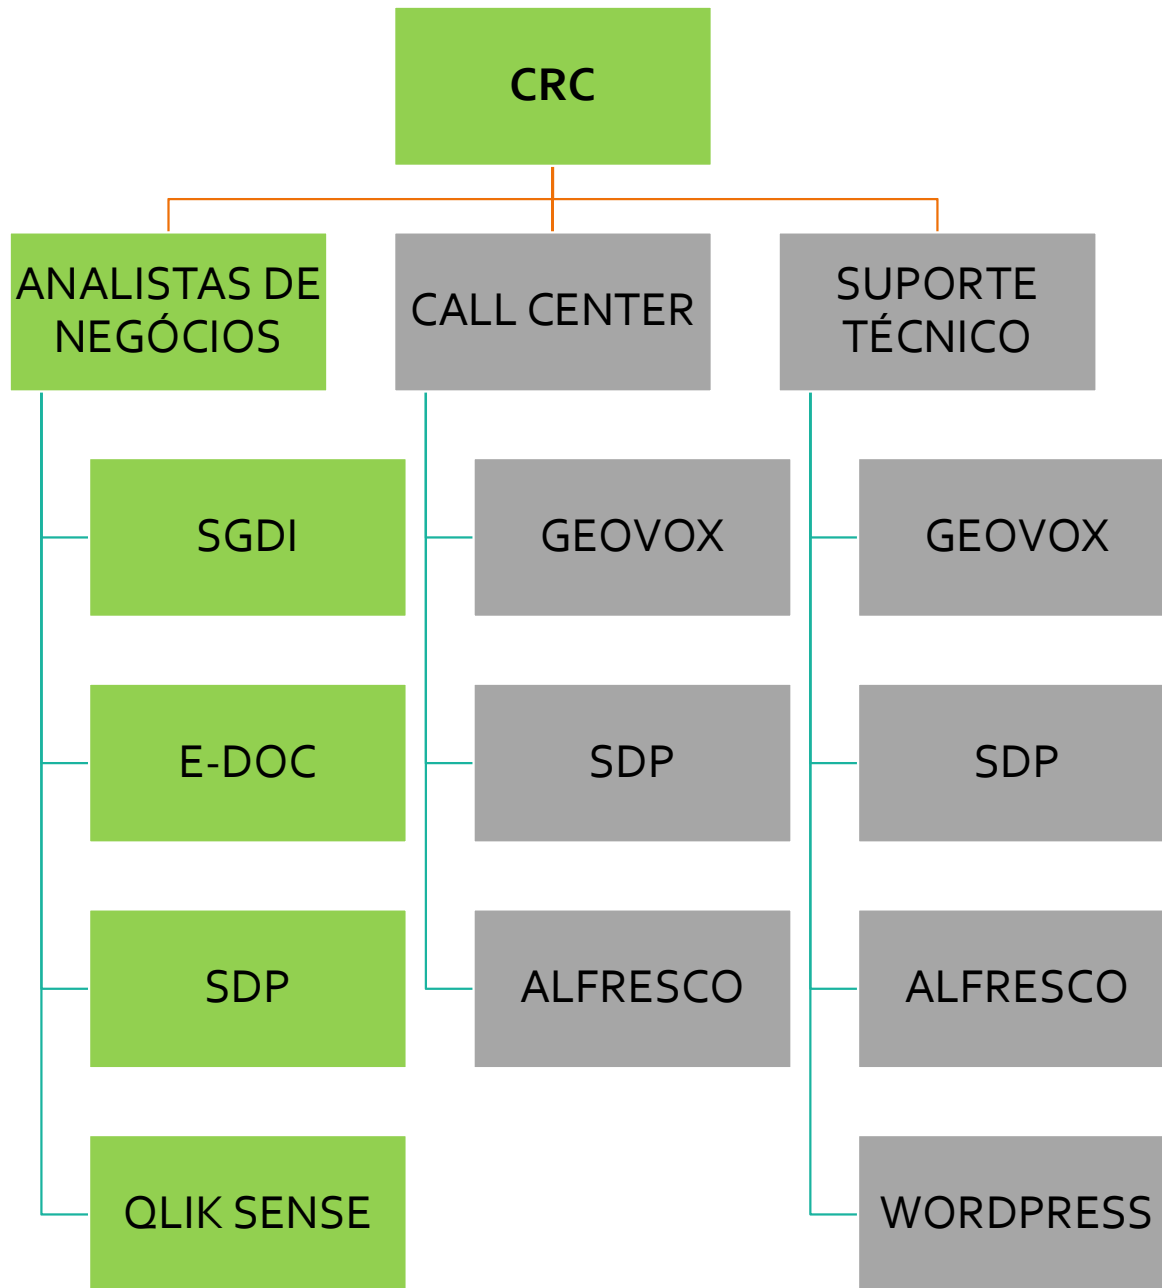 CRC
ANALISTAS DE
NEGÓCIOS
CALL CENTER
SUPORTE
TÉCNICO
SGDI
GEOVOX
GEOVOX
E-DOC
SDP
SDP
SDP
ALFRESCO
ALFRESCO
QLIK SENSE
WORDPRESS